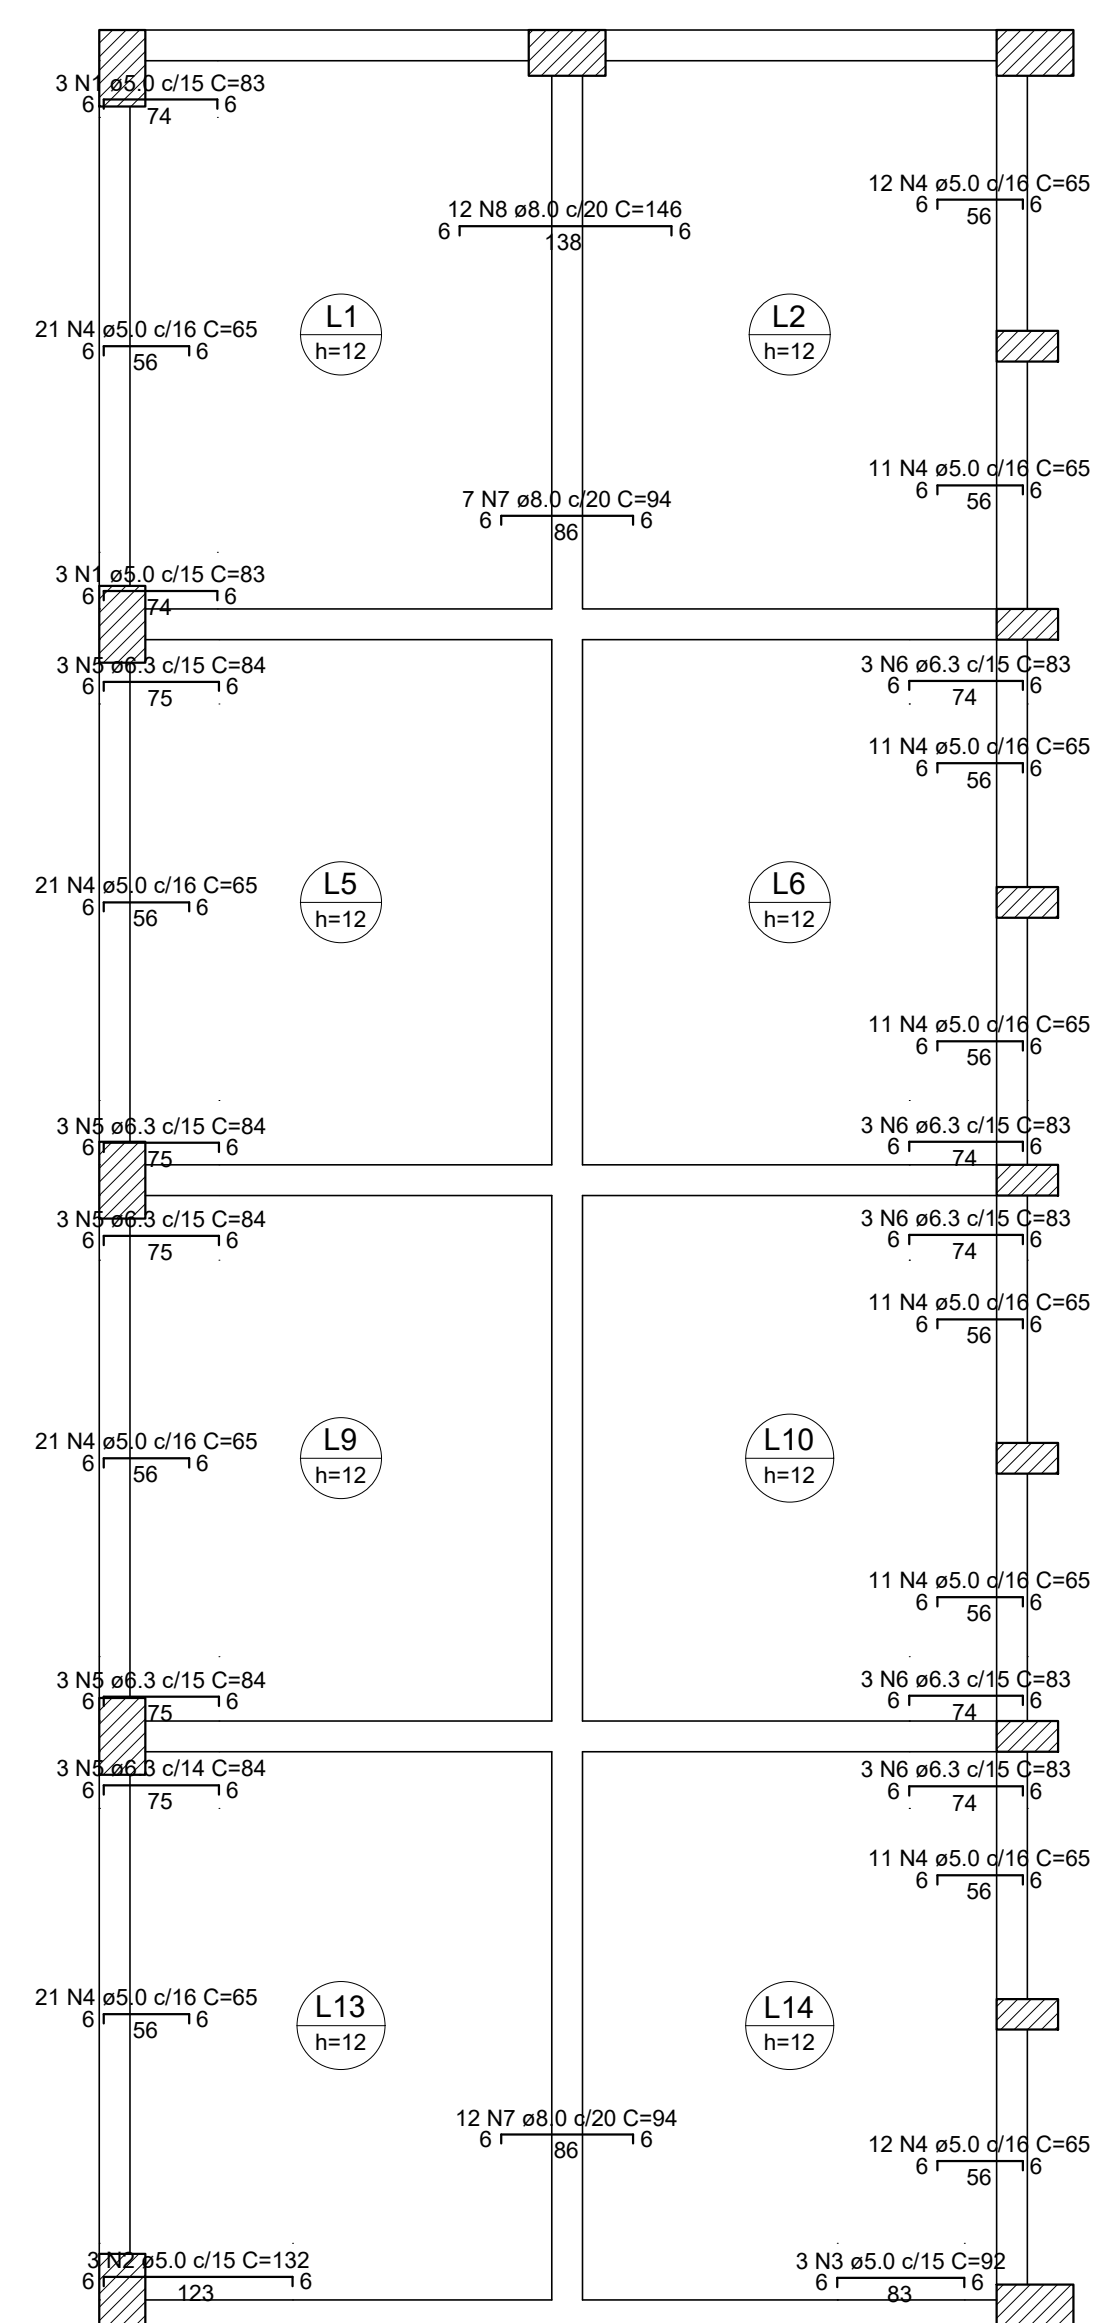 3 N1 ø5.0 c/15 C=83
6 6
74
12 N4 ø5.0 c/16 C=65
6 6
56
12 N8 ø8.0 c/20 C=146
6 6
138
L1
h=12
L2
h=12
21 N4 ø5.0 c/16 C=65
6 6
56
11 N4 ø5.0 c/16 C=65
6 6
56
7 N7 ø8.0 c/20 C=94
6 6
86
3 N1 ø5.0 c/15 C=83
6 6
74
3 N5 ø6.3 c/15 C=84
6 6
75
3 N6 ø6.3 c/15 C=83
6 6
74
11 N4 ø5.0 c/16 C=65
6 6
56
L5
h=12
L6
h=12
21 N4 ø5.0 c/16 C=65
6 6
56
11 N4 ø5.0 c/16 C=65
6 6
56
3 N5 ø6.3 c/15 C=84
6 6
75
3 N6 ø6.3 c/15 C=83
6 6
74
3 N5 ø6.3 c/15 C=84
6 6
75
3 N6 ø6.3 c/15 C=83
6 6
74
11 N4 ø5.0 c/16 C=65
6 6
56
L9
h=12
L10
h=12
21 N4 ø5.0 c/16 C=65
6 6
56
11 N4 ø5.0 c/16 C=65
6 6
56
3 N5 ø6.3 c/15 C=84
6 6
75
3 N6 ø6.3 c/15 C=83
6 6
74
3 N5 ø6.3 c/14 C=84
6 6
75
3 N6 ø6.3 c/15 C=83
6 6
74
11 N4 ø5.0 c/16 C=65
6 6
56
L13
h=12
L14
h=12
21 N4 ø5.0 c/16 C=65
6 6
56
12 N7 ø8.0 c/20 C=94
6 6
86
12 N4 ø5.0 c/16 C=65
6 6
56
3 N2 ø5.0 c/15 C=132
6 6
123
3 N3 ø5.0 c/15 C=92
6 6
83